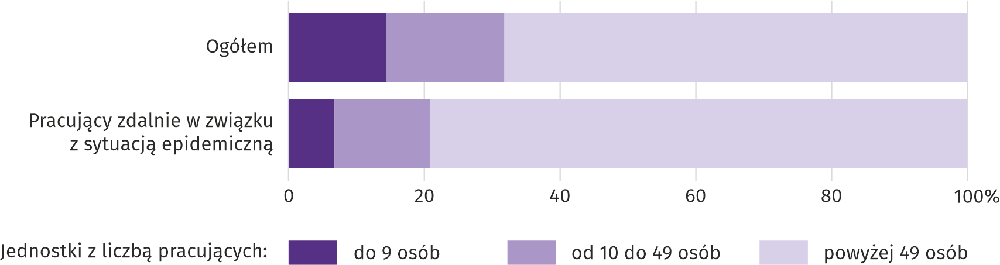 Ogółem
Pracujący zdalnie w związku
z sytuacją epidemiczną
0 20 40 60 80 100%
Jednostki z liczbą pracujących: do 9 osób od 10 do 49 osób powyżej 49 osób